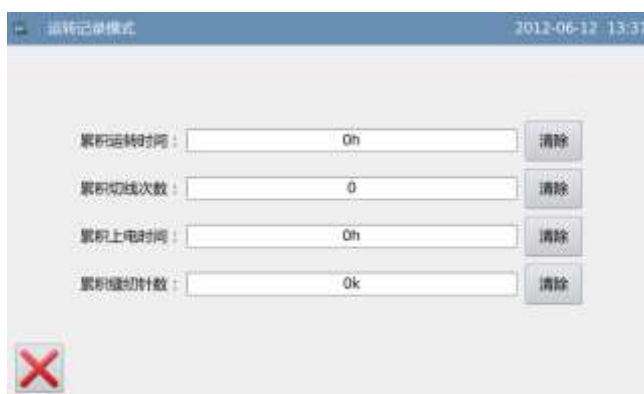 运转记录模式 2012-06-12 13:37
累积运转时间： 0h 清除
累积切线次数： 0 清除
累积上电时间： 0h 清除
累积缝切针数： 0k 清除